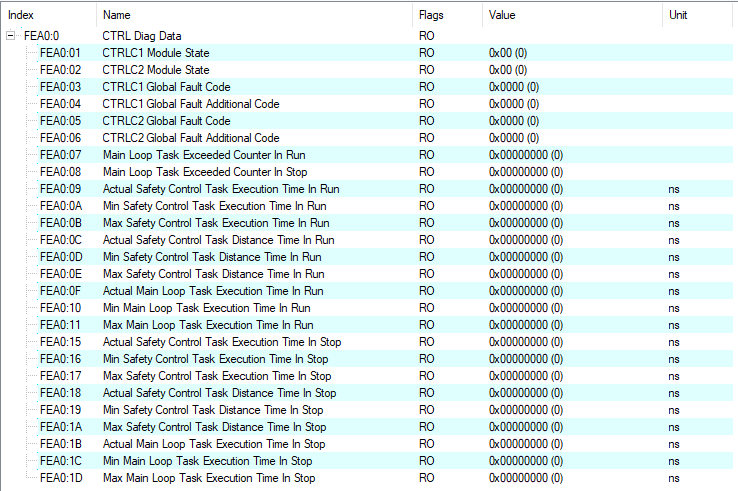 Index Name Flags Value Unit
FEA0:0 CTRL Diag Data RO
FEA0:01 CTRLC1 Module State RO 0x00 (0)
FEA0:02 CTRLC2 Module State RO 0x00 (0)
FEA0:03 CTRLC1 Global Fault Code RO 0x0000 (0)
FEA0:04 CTRLC1 Global Fault Additional Code RO 0x0000 (0)
FEA0:05 CTRLC2 Global Fault Code RO 0x0000 (0)
FEA0:06 CTRLC2 Global Fault Additional Code RO 0x0000 (0)
FEA0:07 Main Loop Task Exceeded Counter In Run RO 0x00000000 (0)
FEA0:08 Main Loop Task Exceeded Counter In Stop RO 0x00000000 (0)
FEA0:09 Actual Safety Control Task Execution Time In Run RO 0x00000000 (0) ns
FEA0:0A Min Safety Control Task Execution Time In Run RO 0x00000000 (0) ns
FEA0:0B Max Safety Control Task Execution Time In Run RO 0x00000000 (0) ns
FEA0:0C Actual Safety Control Task Distance Time In Run RO 0x00000000 (0) ns
FEA0:0D Min Safety Control Task Distance Time In Run RO 0x00000000 (0) ns
FEA0:0E Max Safety Control Task Distance Time In Run RO 0x00000000 (0) ns
FEA0:0F Actual Main Loop Task Execution Time In Run RO 0x00000000 (0) ns
FEA0:10 Min Main Loop Task Execution Time In Run RO 0x00000000 (0) ns
FEA0:11 Max Main Loop Task Execution Time In Run RO 0x00000000 (0) ns
FEA0:15 Actual Safety Control Task Execution Time In Stop RO 0x00000000 (0) ns
FEA0:16 Min Safety Control Task Execution Time In Stop RO 0x00000000 (0) ns
FEA0:17 Max Safety Control Task Execution Time In Stop RO 0x00000000 (0) ns
FEA0:18 Actual Safety Control Task Distance Time In Stop RO 0x00000000 (0) ns
FEA0:19 Min Safety Control Task Distance Time In Stop RO 0x00000000 (0) ns
FEA0:1A Max Safety Control Task Distance Time In Stop RO 0x00000000 (0) ns
FEA0:1B Actual Main Loop Task Execution Time In Stop RO 0x00000000 (0) ns
FEA0:1C Min Main Loop Task Execution Time In Stop RO 0x00000000 (0) ns
FEA0:1D Max Main Loop Task Execution Time In Stop RO 0x00000000 (0) ns